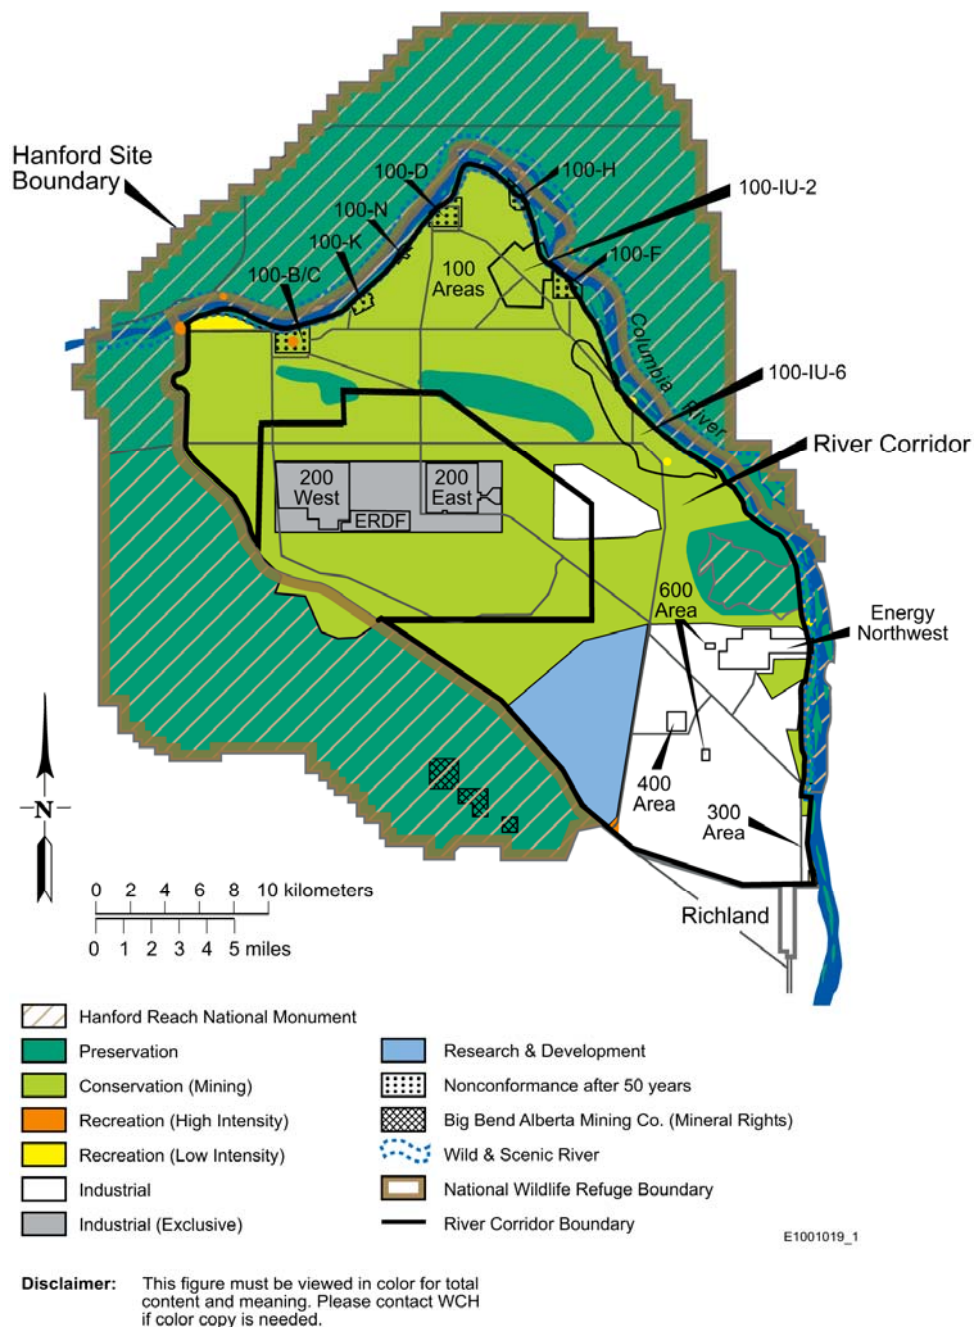 Hanford Site
Boundary
100-D
100-H
100-IU-2
100-N
100-K
100-F
100-B/C
100
Areas
Columbia
River
100-IU-6
River Corridor
200
West
200
East
ERDF
600
Area
Energy
Northwest
400
Area
300
Area
N
Richland
0 2 4 6 8 10 kilometers
0 1 2 3 4 5 miles
Hanford Reach National Monument
Preservation
Conservation (Mining)
Recreation (High Intensity)
Recreation (Low Intensity)
Industrial
Industrial (Exclusive)
Research & Development
Nonconformance after 50 years
Big Bend Alberta Mining Co. (Mineral Rights)
Wild & Scenic River
National Wildlife Refuge Boundary
River Corridor Boundary
E1001019_1
Disclaimer: This figure must be viewed in color for total
content and meaning. Please contact WCH
if color copy is needed.